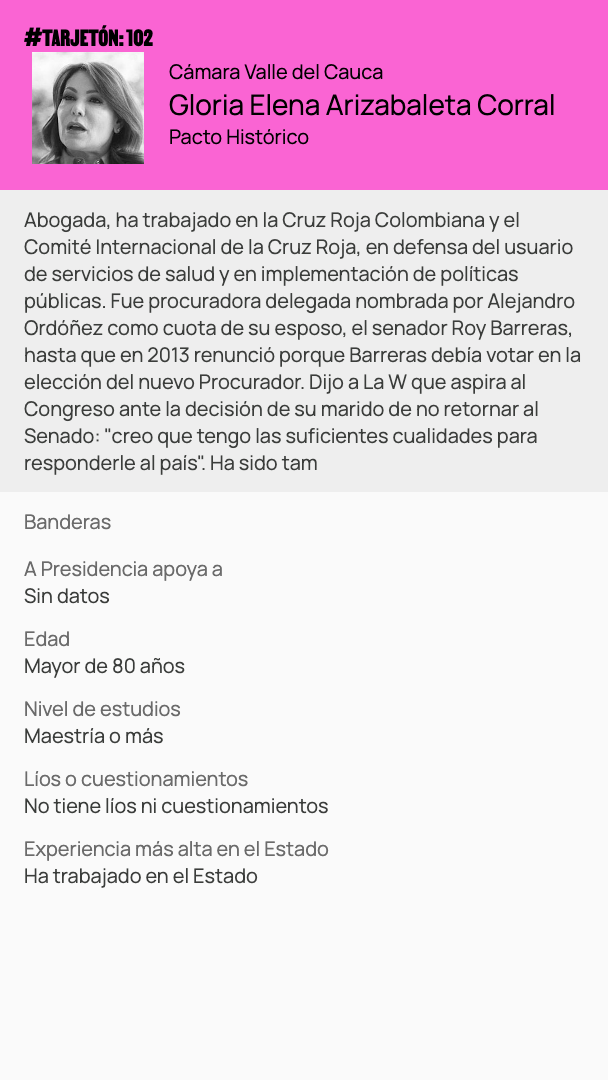 #TARJETÓN: 102
Cámara Valle del Cauca
Gloria Elena Arizabaleta Corral
Pacto Histórico
Abogada, ha trabajado en la Cruz Roja Colombiana y el
Comité Internacional de la Cruz Roja, en defensa del usuario
de servicios de salud y en implementación de políticas
públicas. Fue procuradora delegada nombrada por Alejandro
Ordóñez como cuota de su esposo, el senador Roy Barreras,
hasta que en 2013 renunció porque Barreras debía votar en la
elección del nuevo Procurador. Dijo a La W que aspira al
Congreso ante la decisión de su marido de no retornar al
Senado: "creo que tengo las suficientes cualidades para
responderle al país". Ha sido tam
Banderas
A Presidencia apoya a
Sin datos
Edad
Mayor de 80 años
Nivel de estudios
Maestría o más
Líos o cuestionamientos
No tiene líos ni cuestionamientos
Experiencia más alta en el Estado
Ha trabajado en el Estado